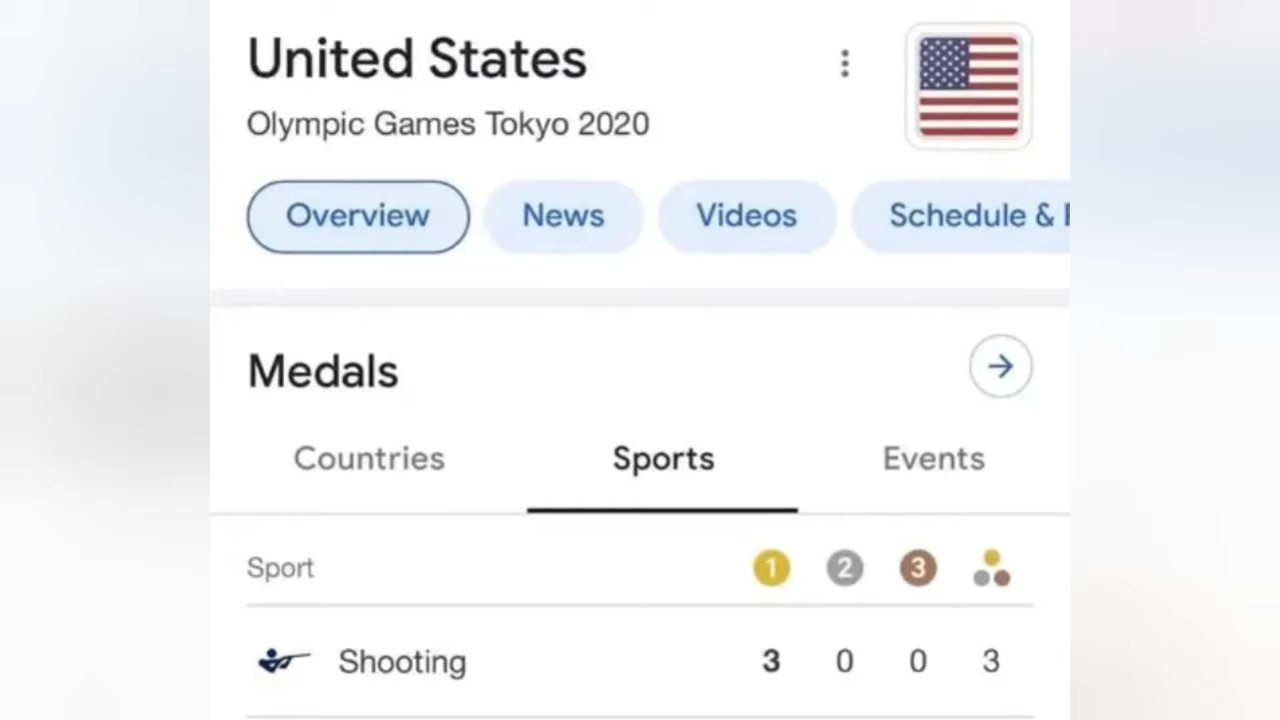 United States
Olympic Games Tokyo 2020
Overview News Videos Schedule &
Medals
Countries Sports Events
Sport 1 2 3
Shooting 3 0 0 3